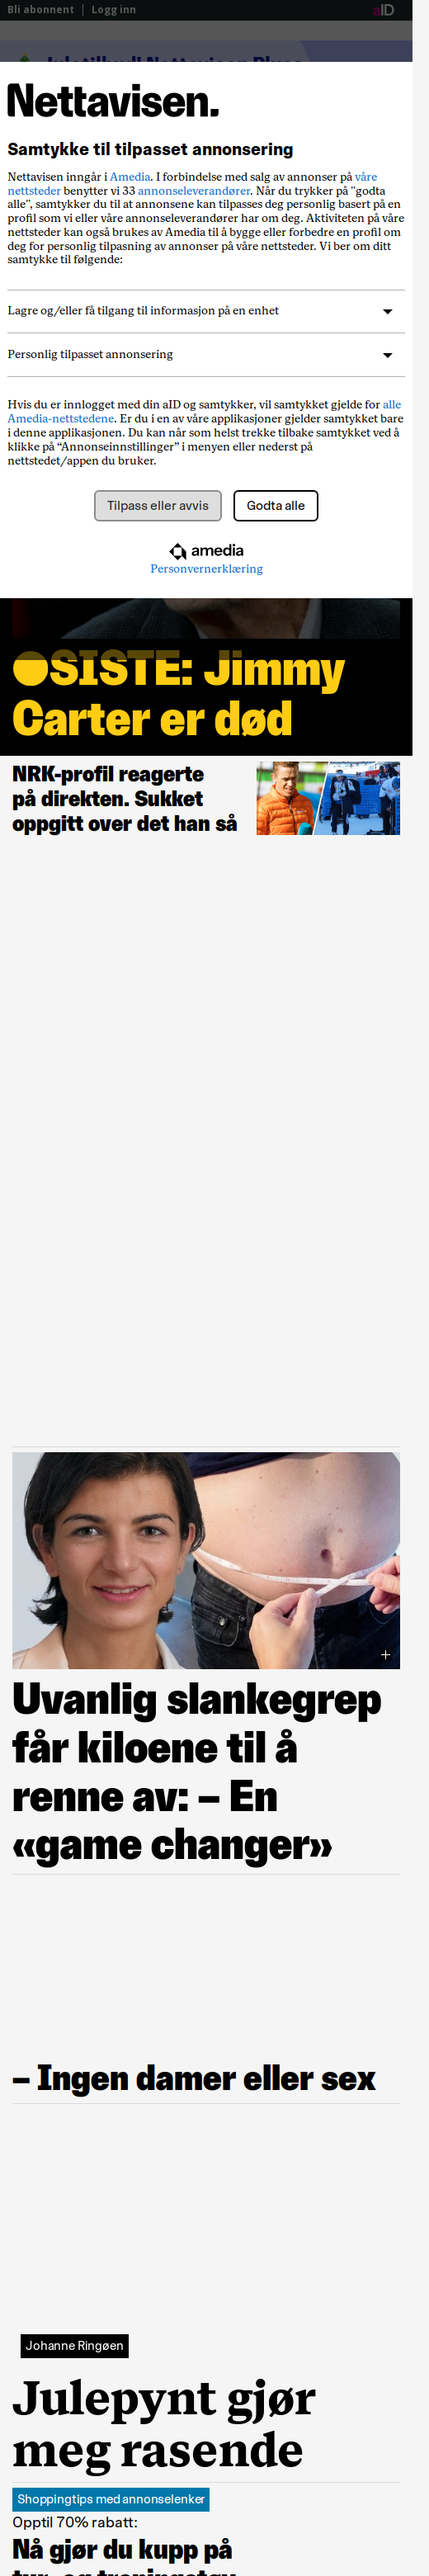 Bli abonnent | Logg inn
aID
Nettavisen.
Samtykke til tilpasset annonsering
Nettavisen inngår i Amedia. I forbindelse med salg av annonser på våre
nettsteder benytter vi 33 annonseleverandører. Når du trykker på "godta
alle", samtykker du til at annonsene kan tilpasses deg personlig basert på en
profil som vi eller våre annonseleverandører har om deg. Aktiviteten på våre
nettsteder kan også brukes av Amedia til å bygge eller forbedre en profil om
deg for personlig tilpasning av annonser på våre nettsteder. Vi ber om ditt
samtykke til følgende:
Lagre og/eller få tilgang til informasjon på en enhet
Personlig tilpasset annonsering
Hvis du er innlogget med din aID og samtykker, vil samtykket gjelde for alle
Amedia-nettstedene. Er du i en av våre applikasjoner gjelder samtykket bare
i denne applikasjonen. Du kan når som helst trekke tilbake samtykket ved å
klikke på “Annonseinnstillinger” i menyen eller nederst på
nettstedet/appen du bruker.
Tilpass eller avvis
Godta alle
amedia
Personvernerklæring
SISTE: Jimmy
Carter er død
NRK-profil reagerte
på direkten. Sukket
oppgitt over det han så
Uvanlig slankegrep
får kiloene til å
renne av: – En
«game changer»
– Ingen damer eller sex
Johanne Ringøen
Julepynt gjør
meg rasende
Shoppingtips med annonselenker
Opptil 70% rabatt:
Nå gjør du kupp på